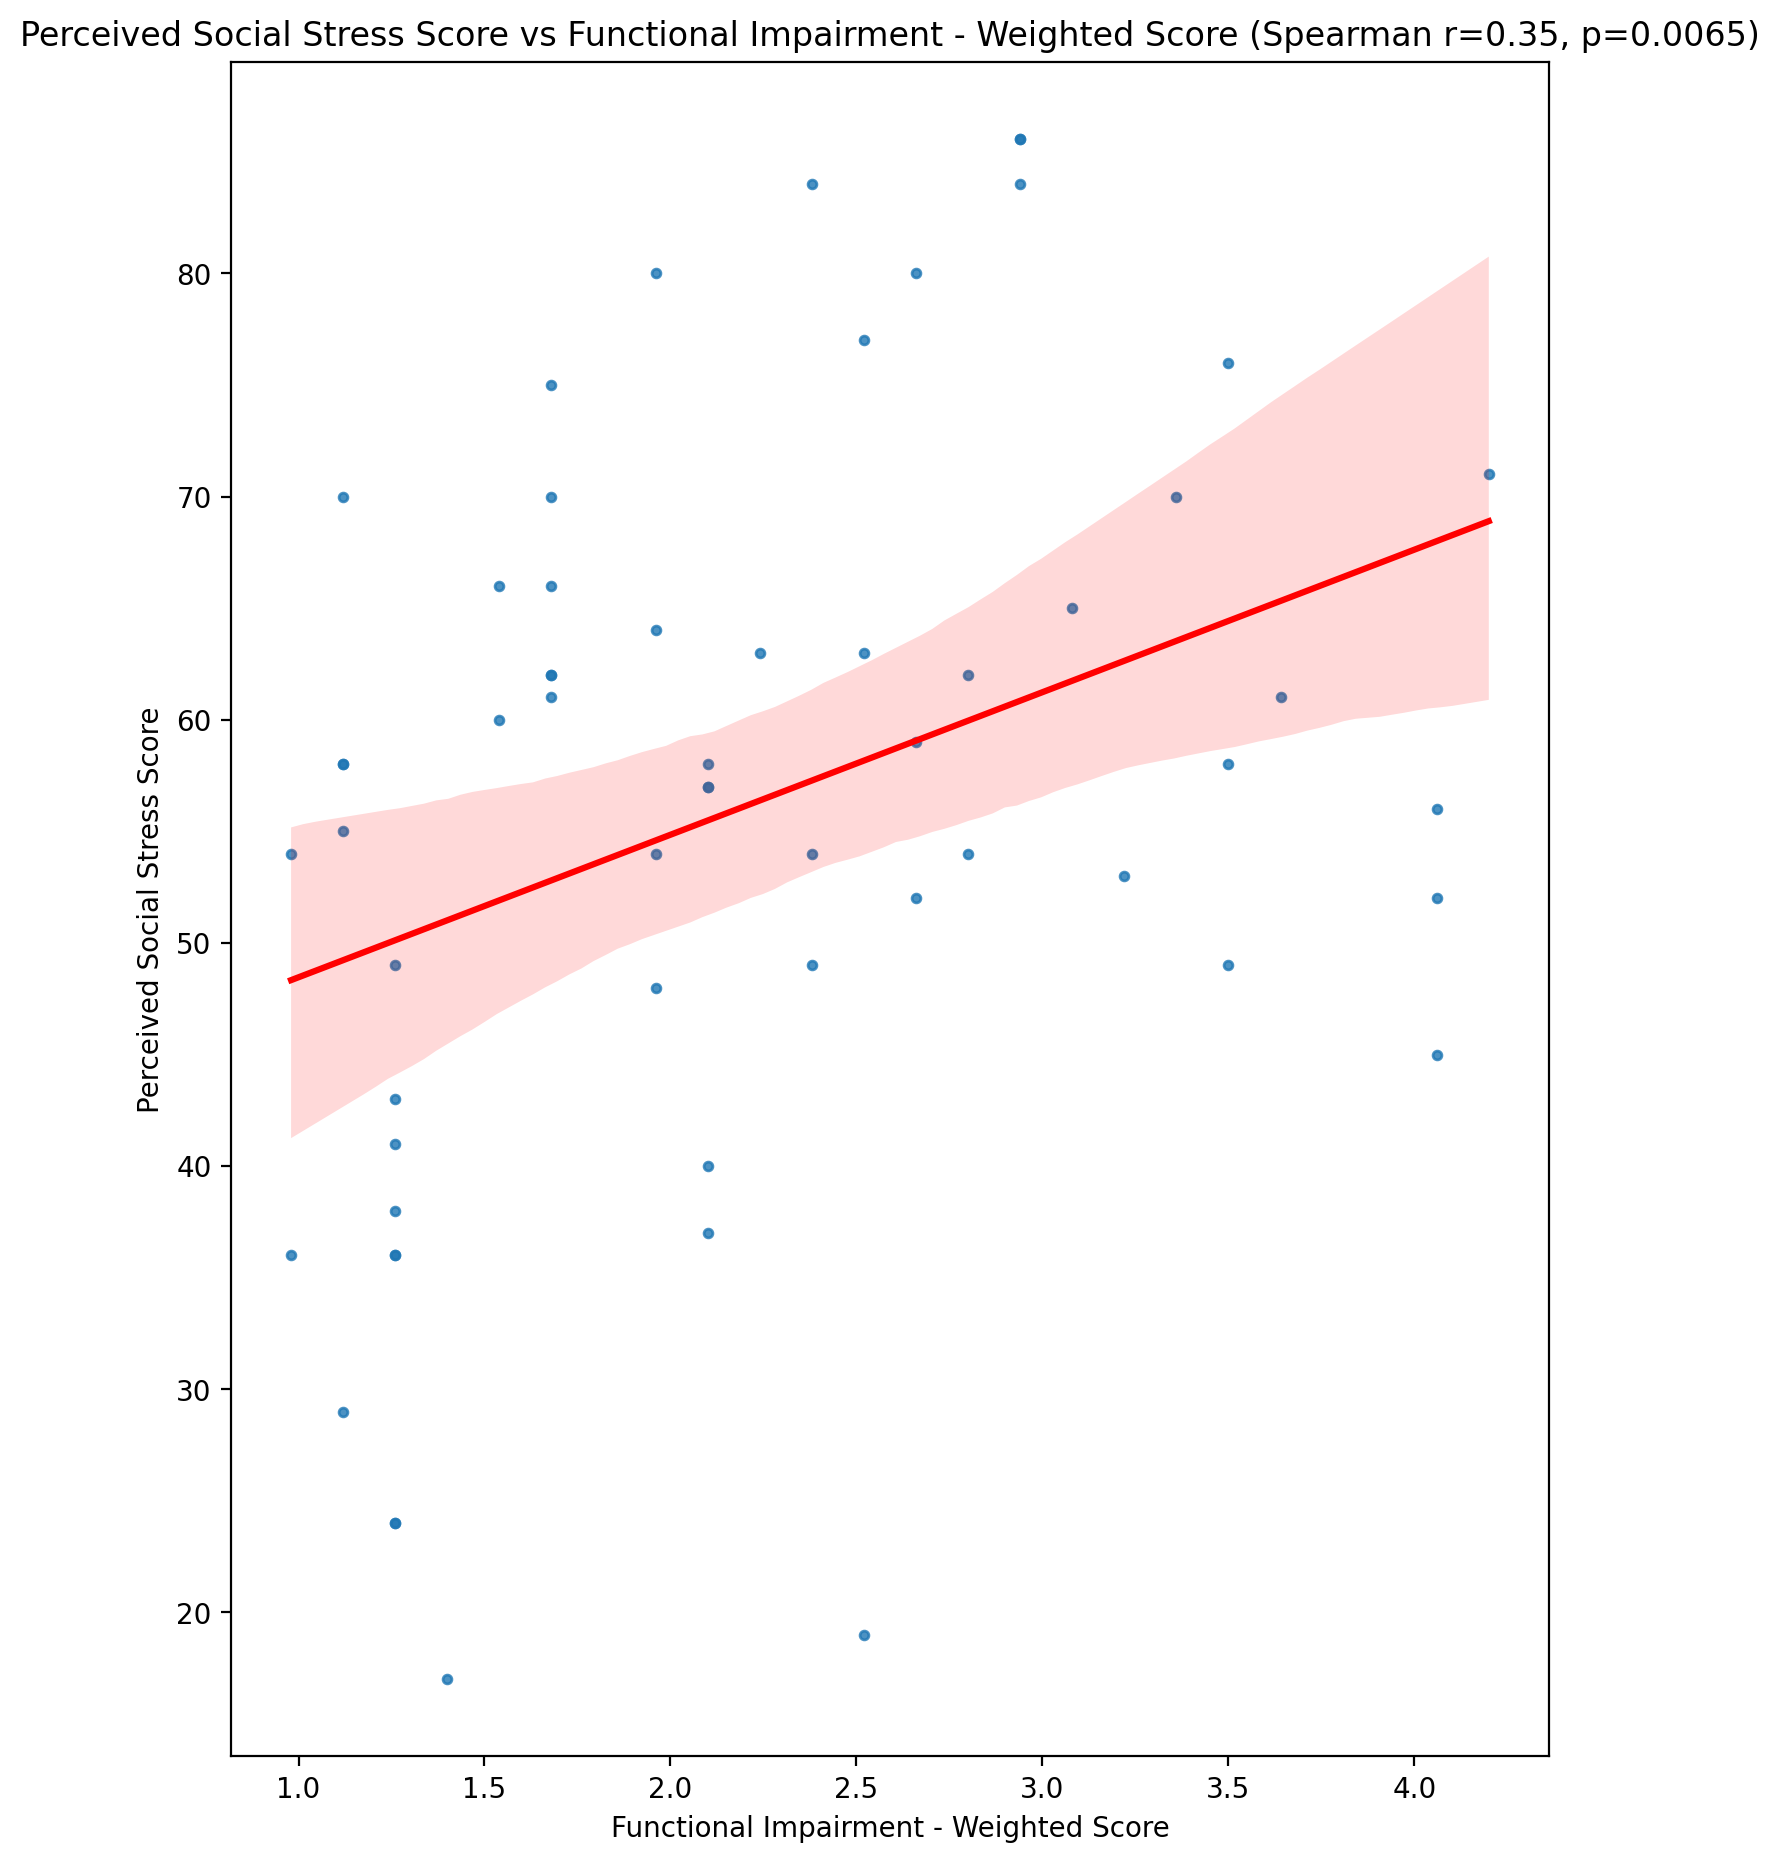 Perceived Social Stress Score vs Functional Impairment - Weighted Score (Spearman r=0.35, p=0.0065)
80
70
60
50
40
30
20
Perceived Social Stress Score
1.0 1.5 2.0 2.5 3.0 3.5 4.0
Functional Impairment - Weighted Score